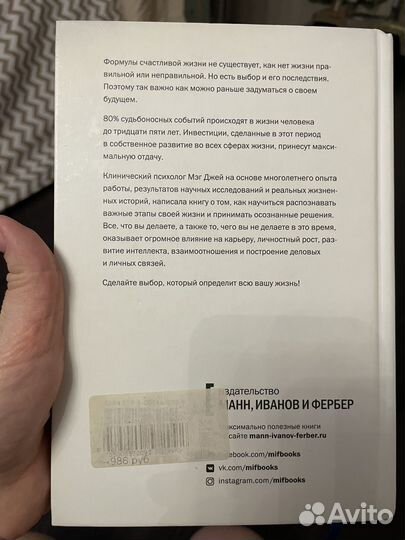 Формулы счастливой жизни не существует, как нет жизни пра-
вильной или неправильной. Но есть выбор и его последствия.
Поэтому так важно как можно раньше задуматься о своем
будущем.
80% судьбоносных событий происходят в жизни человека
до тридцати пяти лет. Инвестиции, сделанные в этот период
в собственное развитие во всех сферах жизни, принесут макси-
мальную отдачу.
Клинический психолог Мэг Джей на основе многолетнего опыта
работы, результатов научных исследований и реальных жизнен-
ных историй, написала книгу о том, как научиться распознавать
важные этапы своей жизни и принимать осознанные решения.
Все, что вы делаете, а также то, чего вы не делаете в это время,
оказывает огромное влияние на карьеру, личностный рост, раз-
витие интеллекта, взаимоотношения и построение деловых
и личных связей.
Сделайте выбор, который определит всю вашу жизнь!
издательство
МАНН, ИВАНОВ И ФЕРБЕР
максимально полезные книги
сайте mann-ivanov-ferber.ru
facebook.com/mifbooks
vk.com/mifbooks
instagram.com/mifbooks
986 руб
Avito